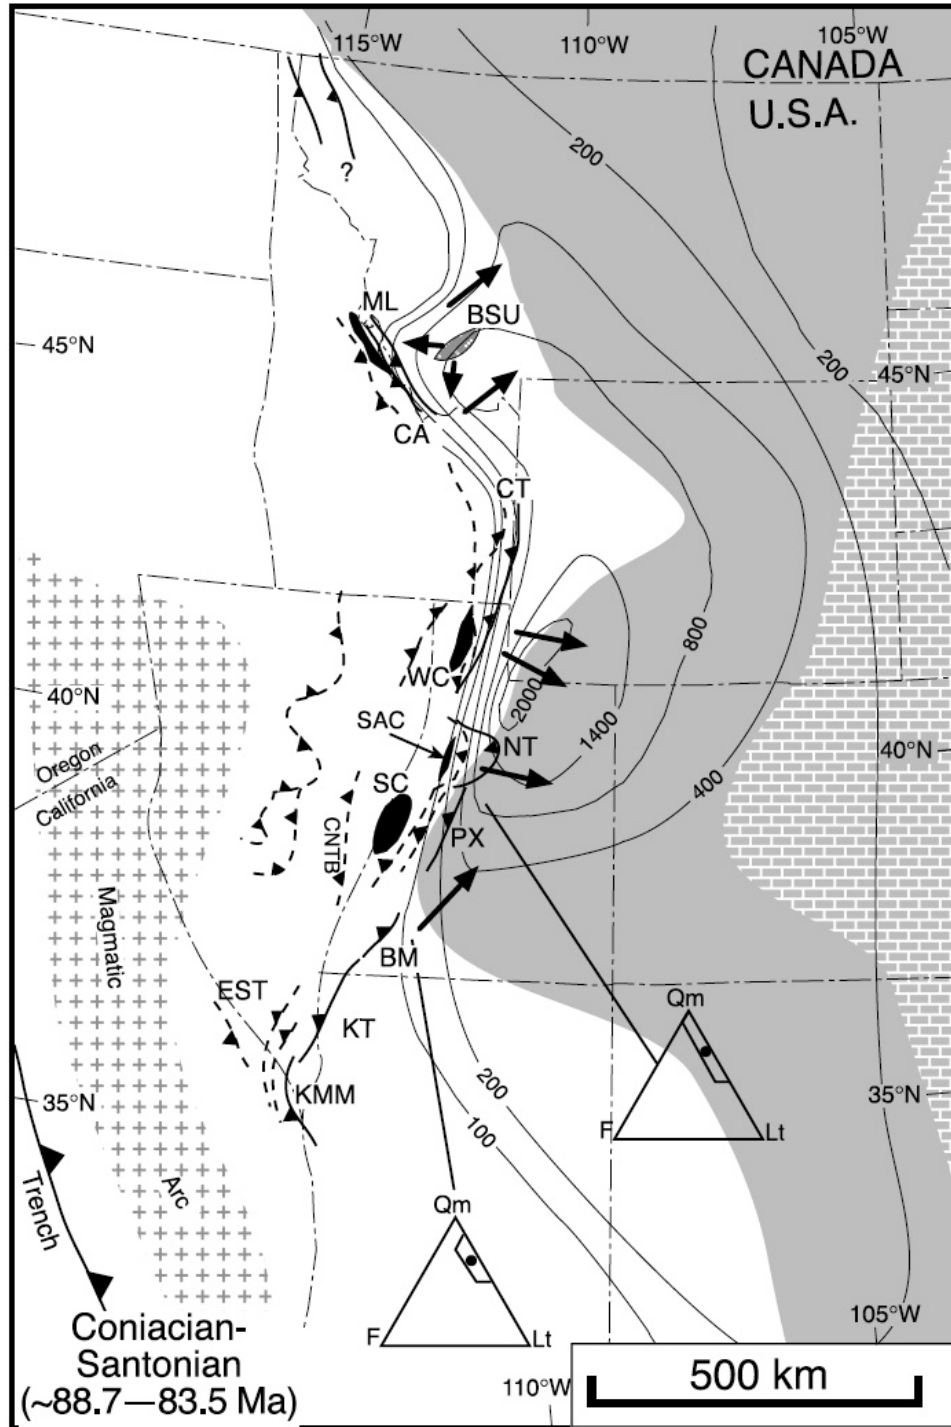 115°W
110°W
105°W
CANADA
U.S.A.
200
?
ML
BSU
200
45°N
45°N
CA
CT
800
WC
2000
40°N
SAC
NT
1400
40°N
Oregon
California
SC
400
CNTB
PX
Magmatic
BM
EST
Qm
KT
200
KMM
35°N
35°N
100
F
Lt
Arc
Trench
Qm
105°W
F
Lt
Coniacian-
Santonian
(~88.7—83.5 Ma)
500 km
110°W